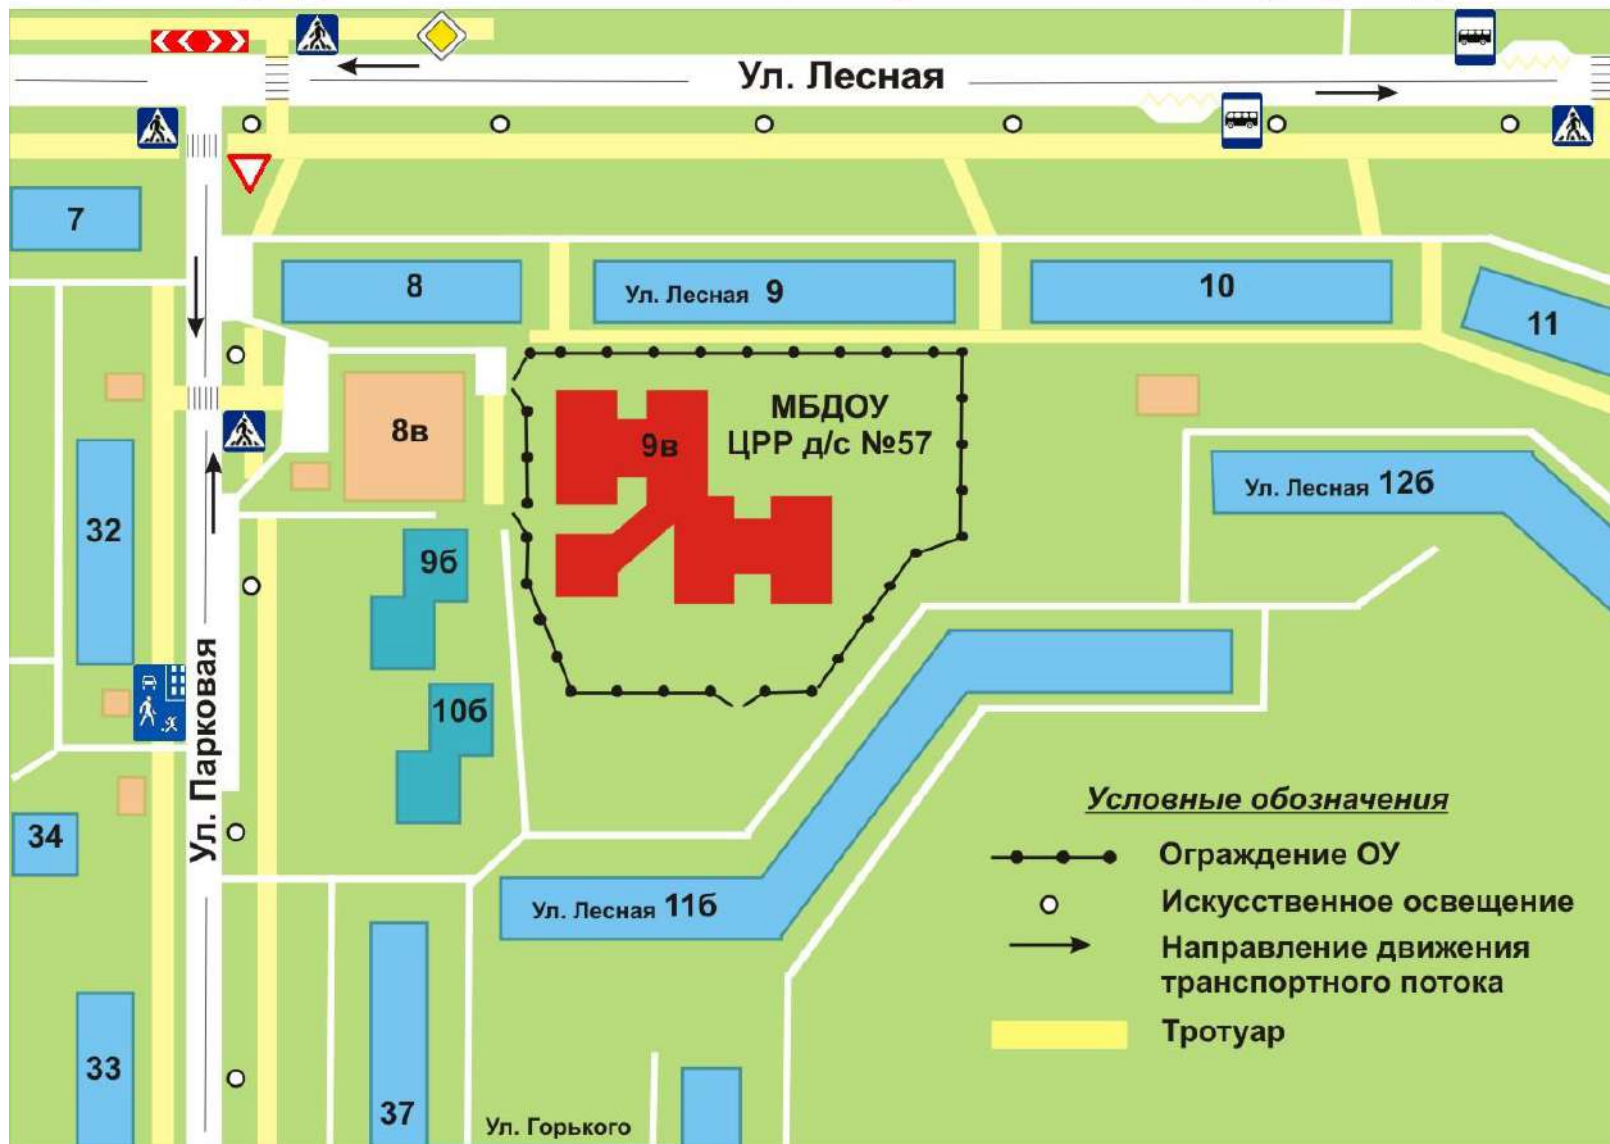 Ул. Лесная
7
8
Ул. Лесная 9
10
11
МБДОУ
ЦРР д/с №57
8в
9в
Ул. Лесная 12б
32
9б
10б
Ул. Парковая
34
Ул. Лесная 11б
33
37
Ул. Горького
Условные обозначения
Ограждение ОУ
Искусственное освещение
Направление движения
транспортного потока
Тротуар